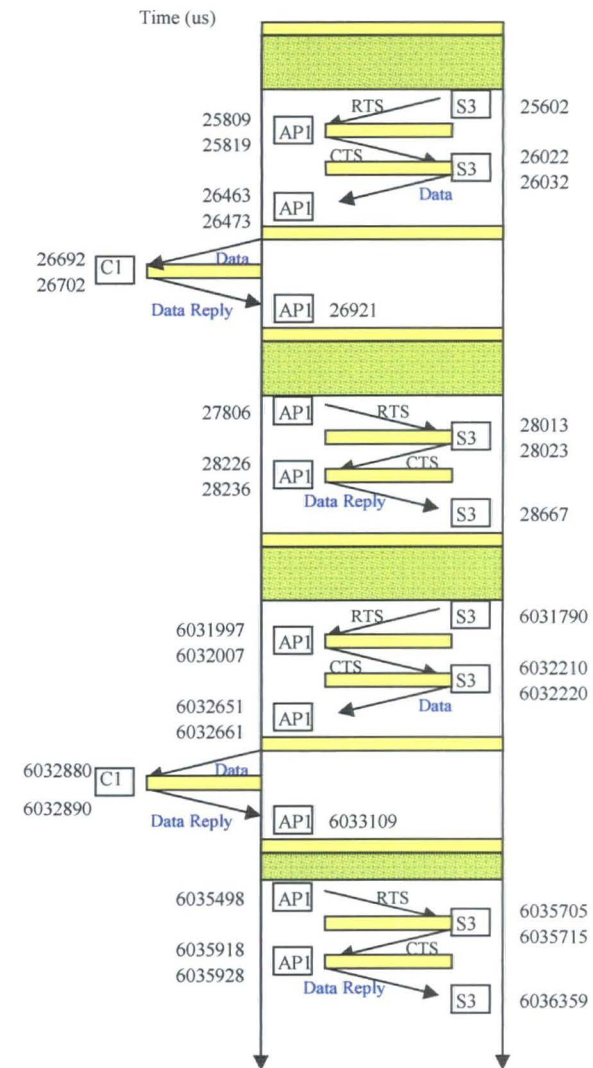 Time (us)
RTS S3 25602
25809 AP1
25819
CTS S3 26022
26032
26463 AP1 Data
26473
26692 C1 Data
26702
Data Reply AP1 26921
27806 AP1 RTS
S3 28013
28023
28226 AP1 CTS
28236
Data Reply S3 28667
RTS S3 6031790
6031997 AP1
6032007
CTS S3 6032210
6032220
6032651 AP1 Data
6032661
6032880 C1 Data
6032890
Data Reply AP1 6033109
6035498 AP1 RTS
S3 6035705
6035715
6035918 AP1 CTS
6035928
Data Reply S3 6036359